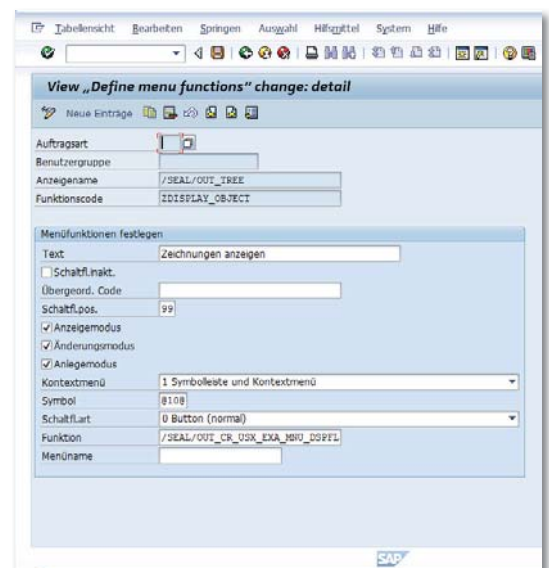 Tabellensicht Bearbeiten Springen Auswahl Hilfsmittel System Hilfe
View „Define menu functions" change: detail
Neue Einträge
Auftragsart
Benutzergruppe
Anzeigename /SEAL/OUT_TREE
Funktionscode ZDISPLAY_OBJECT
Menüfunktionen festlegen
Text Zeichnungen anzeigen
Schaltfl.inakt.
Übergeord. Code
Schaltfl.pos. 99
Anzeigemodus
Änderungsmodus
Anlegemodus
Kontextmenü 1 Symbolleiste und Kontextmenü
Symbol @10@
Schaltfl.art 0 Button (normal)
Funktion /SEAL/OUT_CR_USX_EXA_MNU_DSPFL
Menüname
SAP